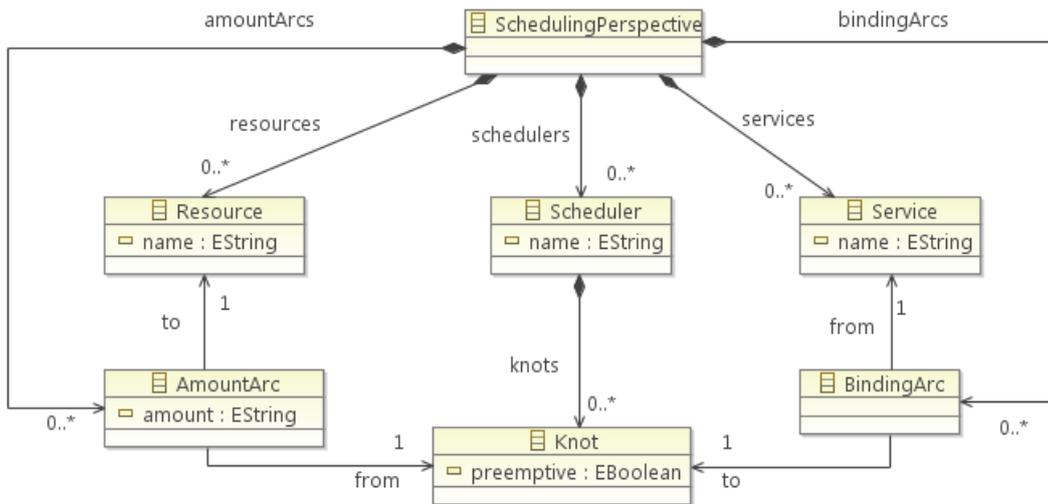 amountArcs
SchedulingPerspective
bindingArcs
resources
schedulers
services
0..*
0..*
0..*
Resource
name : EString
Scheduler
name : EString
Service
name : EString
1
to
1
from
knots
AmountArc
amount : EString
BindingArc
0..*
0..*
0..*
1
from
Knot
preemptive : EBoolean
1
to